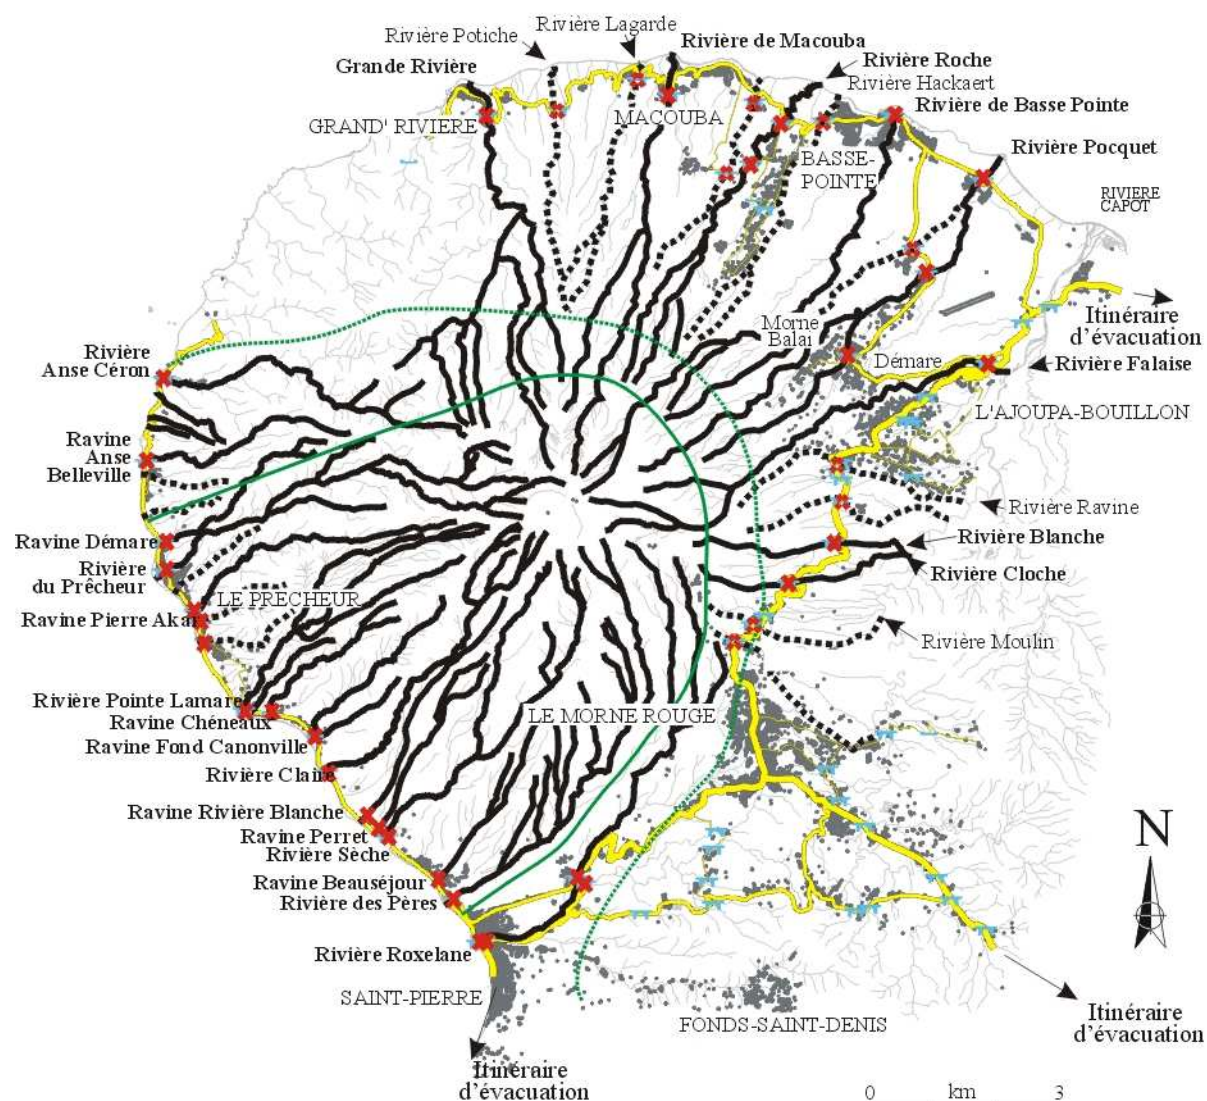 Rivière Lagarde
Rivière Potiche
Rivière de Macouba
Grande Rivière
Rivière Roche
Rivière Hackaert
Rivière de Basse Pointe
GRAND' RIVIERE
MACOUBA
BASSE-
POINTE
Rivière Pocquet
RIVIERE
CAPOT
Itinéraire
d'évacuation
Morne
Balai
Démare
Rivière Falaise
L'AJOUPA-BOUILLON
Rivière
Anse Céron
Ravine
Anse
Belleville
Rivière Ravine
Rivière Blanche
Rivière Cloche
Ravine Démare
Rivière
du Prêcheur
LE PRECHEUR
Ravine Pierre Akar
Rivière Moulin
Rivière Pointe Lamare
Ravine Chéneaux
LE MORNE ROUGE
Ravine Fond Canonville
Rivière Claire
Ravine Rivière Blanche
Ravine Perret
Rivière Sèche
N
Ravine Beauséjour
Rivière des Pères
Rivière Roxelane
SAINT-PIERRE
FONDS-SAINT-DENIS
Itinéraire
d'évacuation
Itinéraire
d'évacuation
0 km 3